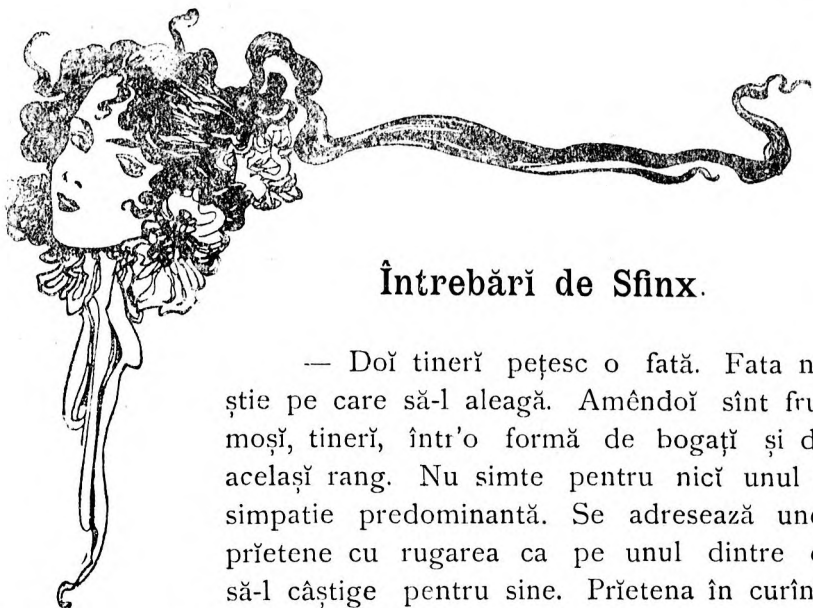 Întrebărĭ de Sfinx.
— Doĭ tinerĭ pețesc o fată. Fata n
știe pe care să-l aleagă. Amêndoĭ sînt fru
moșĭ, tinerĭ, într'o formă de bogațĭ și d
acelașĭ rang. Nu simte pentru nicĭ unul
simpatie predominantă. Se adresează une
prĭetene cu rugarea ca pe unul dintre
să-l câștige pentru sine. Prĭetena în curîn